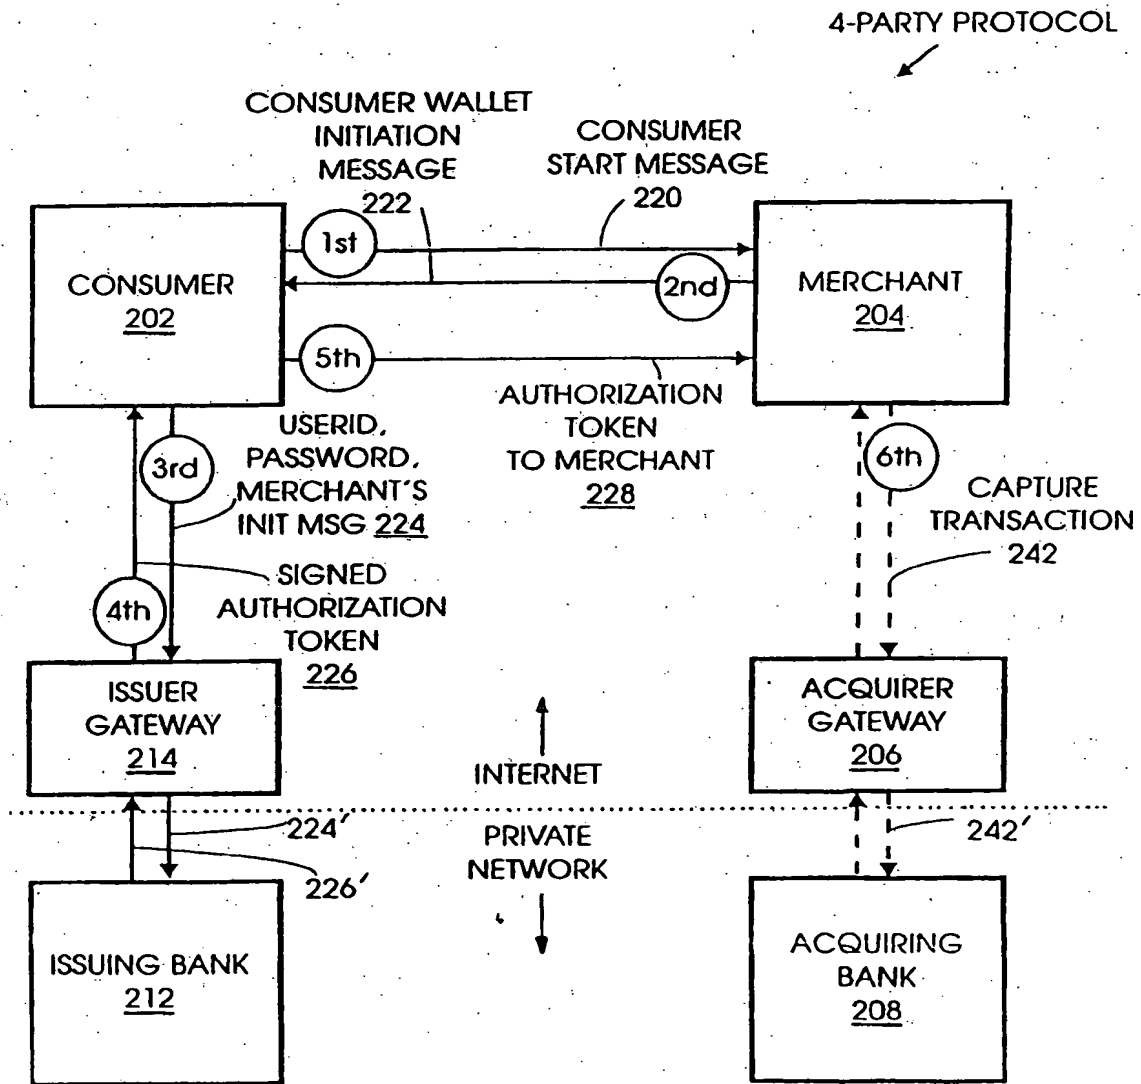 4-PARTY PROTOCOL
CONSUMER WALLET
INITIATION
MESSAGE
222
CONSUMER
START MESSAGE
220
1st
2nd
CONSUMER
202
MERCHANT
204
5th
AUTHORIZATION
TOKEN
TO MERCHANT
228
USERID,
PASSWORD,
MERCHANT'S
INIT MSG 224
3rd
6th
CAPTURE
TRANSACTION
242
4th
SIGNED
AUTHORIZATION
TOKEN
226
ISSUER
GATEWAY
214
ACQUIRER
GATEWAY
206
INTERNET
224'
226'
PRIVATE
NETWORK
242'
ISSUING BANK
212
ACQUIRING
BANK
208